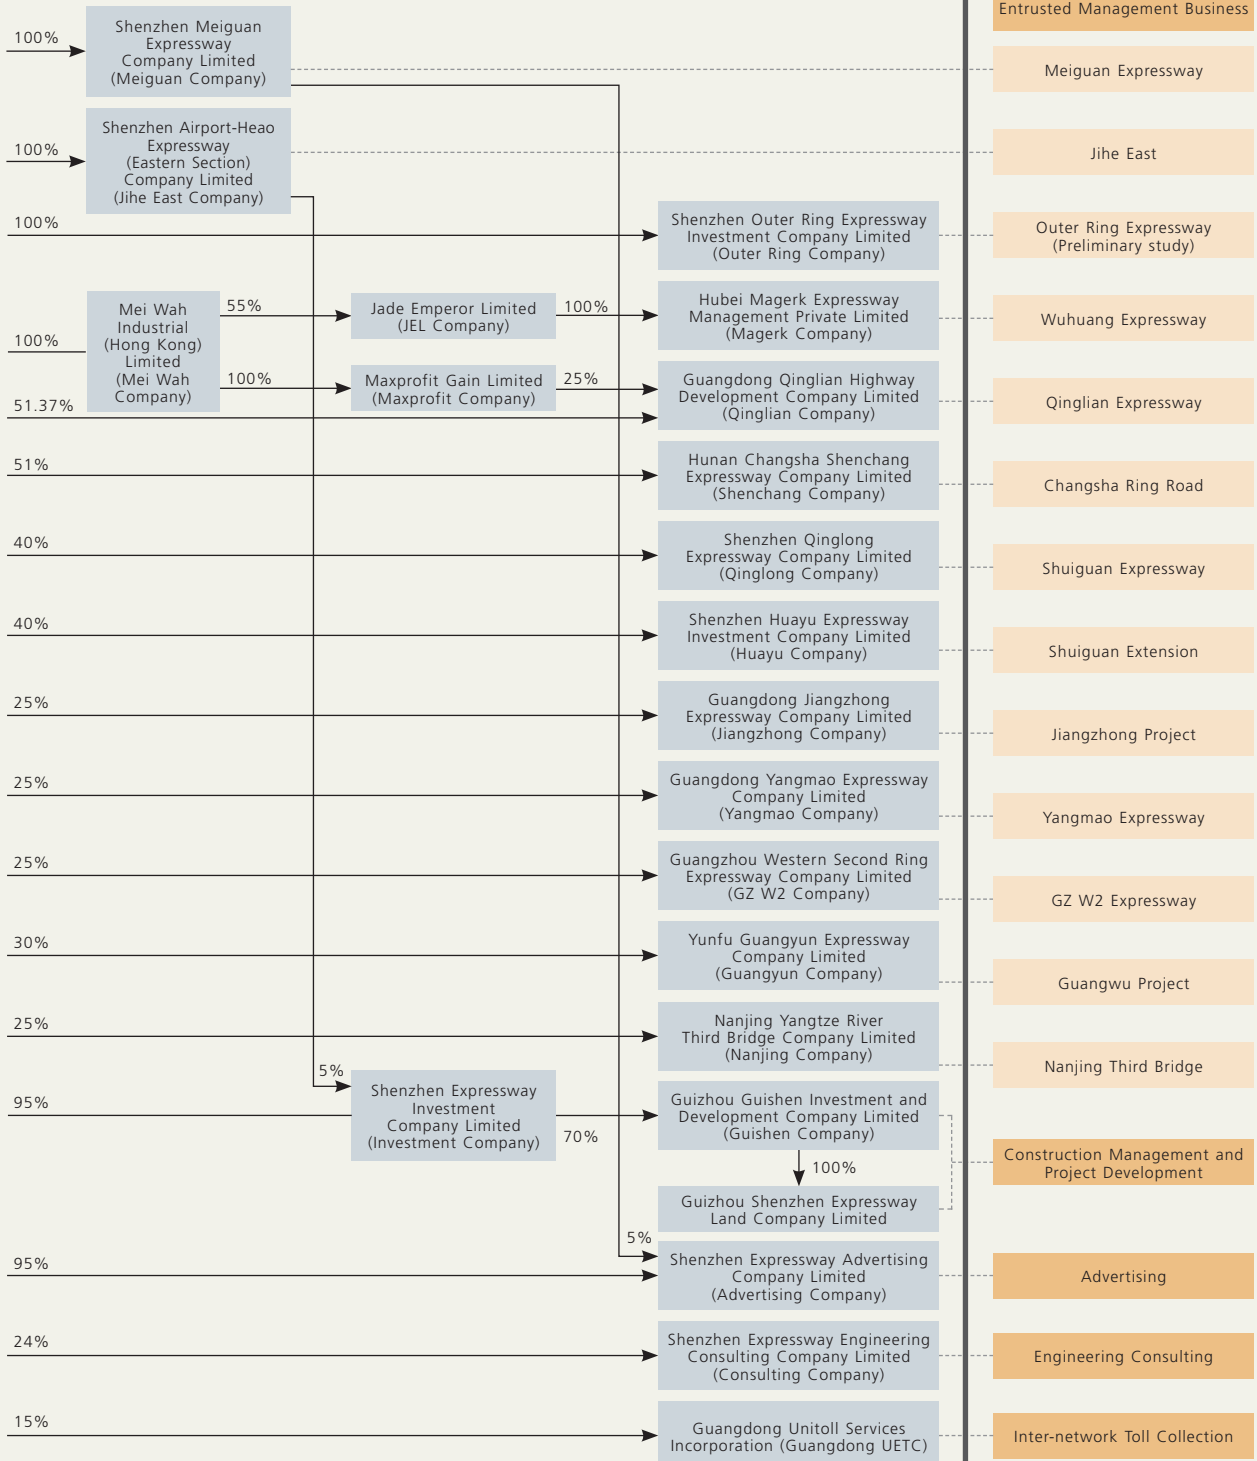 Entrusted Management Business
100%
Shenzhen Meiguan
Expressway
Company Limited
(Meiguan Company)
Meiguan Expressway
100%
Shenzhen Airport-Heao
Expressway
(Eastern Section)
Company Limited
(Jihe East Company)
Jihe East
100%
Shenzhen Outer Ring Expressway
Investment Company Limited
(Outer Ring Company)
Outer Ring Expressway
(Preliminary study)
100%
Mei Wah
Industrial
(Hong Kong)
Limited
(Mei Wah
Company)
55%
Jade Emperor Limited
(JEL Company)
100%
Hubei Magerk Expressway
Management Private Limited
(Magerk Company)
Wuhuang Expressway
100%
Maxprofit Gain Limited
(Maxprofit Company)
25%
51.37%
Guangdong Qinglian Highway
Development Company Limited
(Qinglian Company)
Qinglian Expressway
51%
Hunan Changsha Shenchang
Expressway Company Limited
(Shenchang Company)
Changsha Ring Road
40%
Shenzhen Qinglong
Expressway Company Limited
(Qinglong Company)
Shuiguan Expressway
40%
Shenzhen Huayu Expressway
Investment Company Limited
(Huayu Company)
Shuiguan Extension
25%
Guangdong Jiangzhong
Expressway Company Limited
(Jiangzhong Company)
Jiangzhong Project
25%
Guangdong Yangmao Expressway
Company Limited
(Yangmao Company)
Yangmao Expressway
25%
Guangzhou Western Second Ring
Expressway Company Limited
(GZ W2 Company)
GZ W2 Expressway
30%
Yunfu Guangyun Expressway
Company Limited
(Guangyun Company)
Guangwu Project
25%
Nanjing Yangtze River
Third Bridge Company Limited
(Nanjing Company)
Nanjing Third Bridge
5%
95%
Shenzhen Expressway
Investment
Company Limited
(Investment Company)
70%
Guizhou Guishen Investment and
Development Company Limited
(Guishen Company)
100%
Guizhou Shenzhen Expressway
Land Company Limited
Construction Management and
Project Development
5%
95%
Shenzhen Expressway Advertising
Company Limited
(Advertising Company)
Advertising
24%
Shenzhen Expressway Engineering
Consulting Company Limited
(Consulting Company)
Engineering Consulting
15%
Guangdong Unitoll Services
Incorporation (Guangdong UETC)
Inter-network Toll Collection